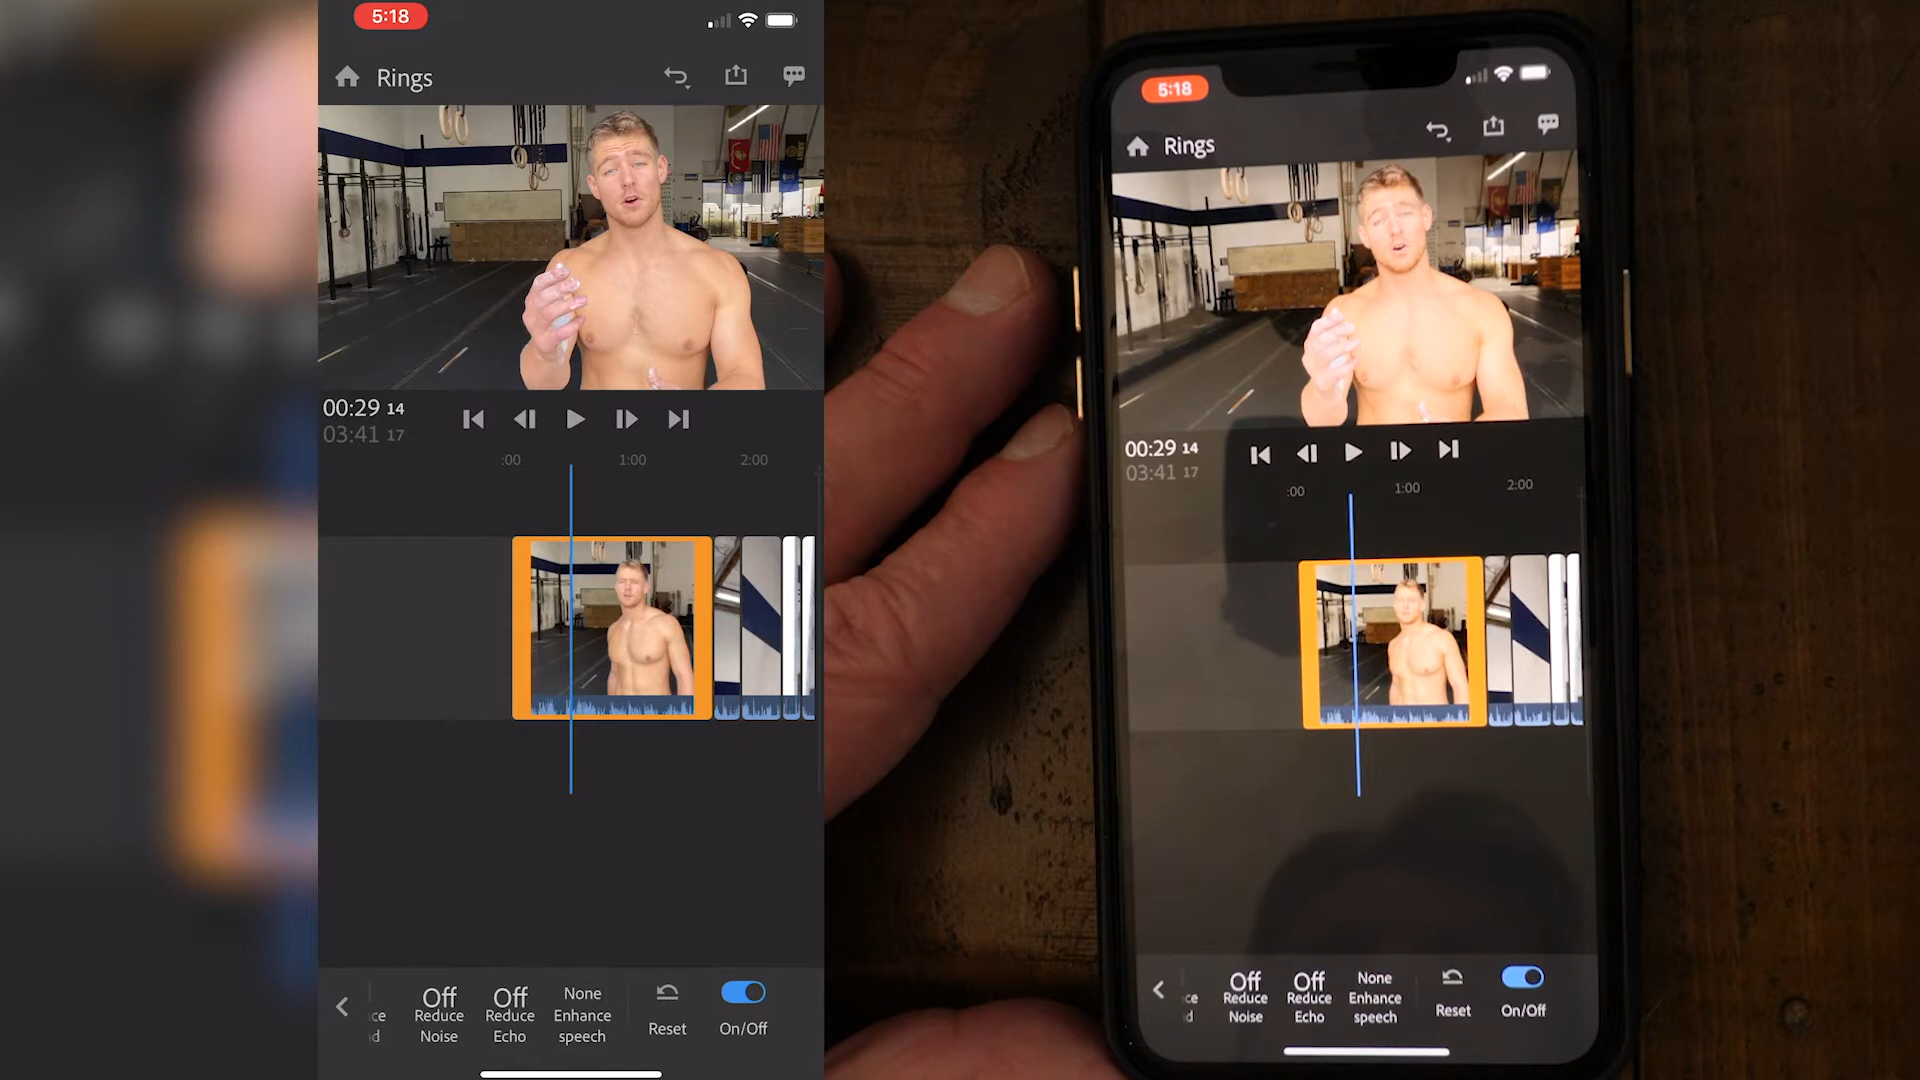 5:18
Rings
00:29 14
03:41 17
:00
1:00
2:00
ce
d
Off
Reduce
Noise
Off
Reduce
Echo
None
Enhance
speech
Reset
On/Off
5:18
Rings
00:29 14
03:41 17
:00
1:00
2:00
ce
d
Off
Reduce
Noise
Off
Reduce
Echo
None
Enhance
speech
Reset
On/Off